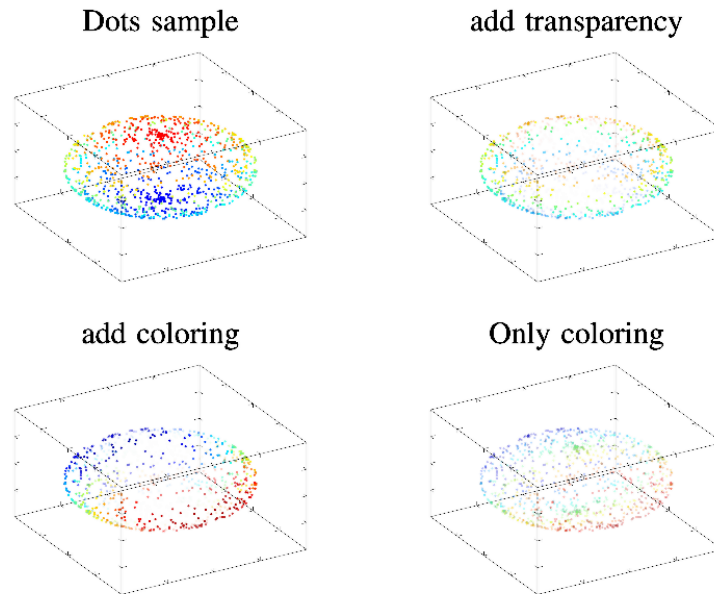 Dots sample
add transparency
add coloring
Only coloring